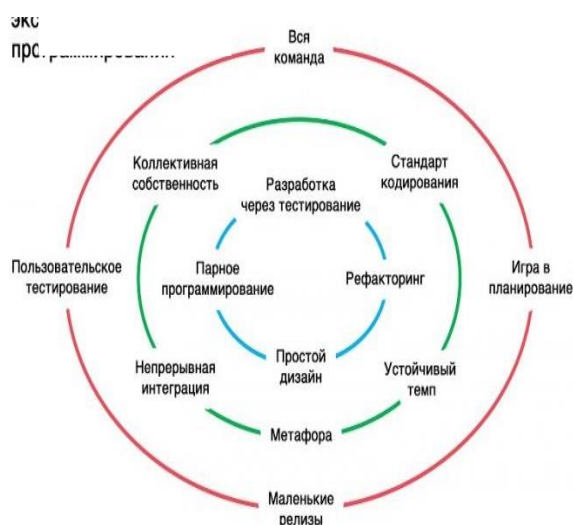 Вся
команда
Коллективная
собственность
Стандарт
кодирования
Разработка
через тестирование
Пользовательское
тестирование
Парное
программирование
Рефакторинг
Игра в
планирование
Непрерывная
интеграция
Простой
дизайн
Устойчивый
темп
Метафора
Маленькие
релизы